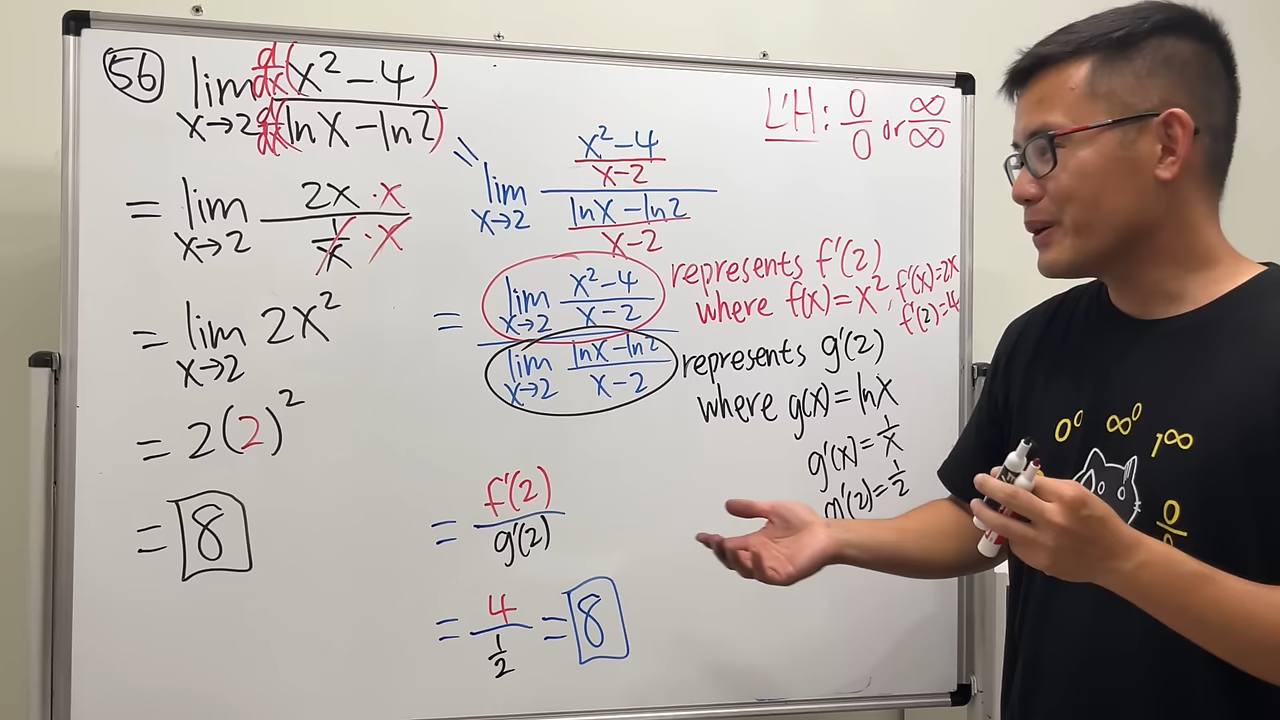 56 lim x→2 d/dx(x² − 4) / d/dx(ln x − ln 2)
= lim x→2 2x · x / (1/x · x)
= lim x→2 2x²
= 2(2)²
= 8
= lim x→2 ((x² − 4)/(x − 2)) / ((ln x − ln 2)/(x − 2))
= lim x→2 (x² − 4)/(x − 2) / lim x→2 (ln x − ln 2)/(x − 2)
represents f'(2)
where f(x) = x², f'(x) = 2x
f'(2) = 4
represents g'(2)
where g(x) = ln x
g'(x) = 1/x
g'(2) = 1/2
= f'(2)/g'(2)
= 4/(1/2) = 8
L'H: 0/0 or ∞/∞
0⁰ ∞⁰ 1^∞